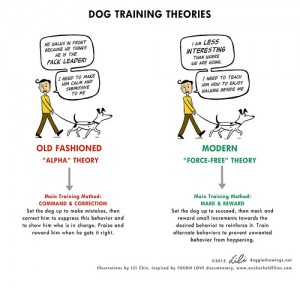 DOG TRAINING THEORIES
HE WALKS IN FRONT
BECAUSE HE THINKS
HE IS THE
PACK LEADER!
I NEED TO MAKE
HIM CALM AND
SUBMISSIVE
TO ME
I AM LESS
INTERESTING
THAN WHERE
WE ARE GOING.
I NEED TO TEACH
HIM HOW TO ENJOY
WALKING BESIDE ME
OLD FASHIONED
"ALPHA" THEORY
MODERN
"FORCE-FREE" THEORY
Main Training Method:
COMMAND & CORRECTION
Set the dog up to make mistakes, then
correct him to suppress this behavior and
to show him who is in charge. Praise and
reward him when he gets it right.
Main Training Method:
MARK & REWARD
Set the dog up to succeed, then mark and
reward small increments towards the
desired behavior to reinforce it. Train
alternate behaviors to prevent unwanted
behavior from happening.
©2012 Lili doggiedrawings.net
Illustrations by Lili Chin. Inspired by TOUGH LOVE documentary,